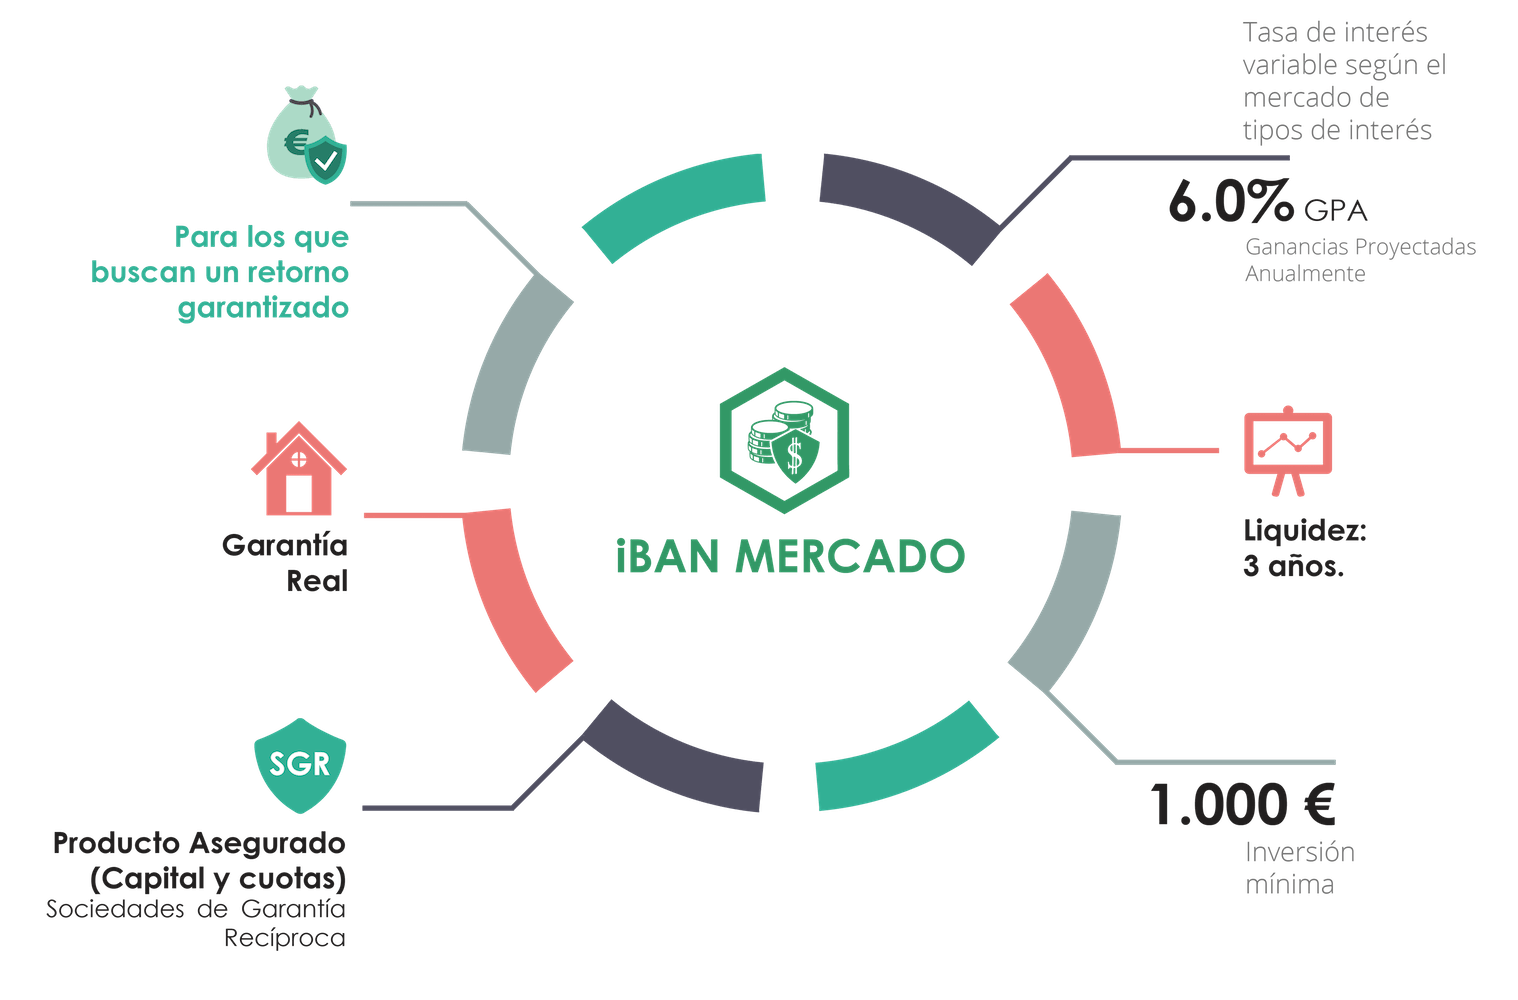 Tasa de interés
variable según el
mercado de
tipos de interés
6.0% GPA
Ganancias Proyectadas
Anualmente
€
Para los que
buscan un retorno
garantizado
Garantía
Real
$
iBAN MERCADO
Liquidez:
3 años.
SGR
Producto Asegurado
(Capital y cuotas)
Sociedades de Garantía
Recíproca
1.000 €
Inversión
mínima